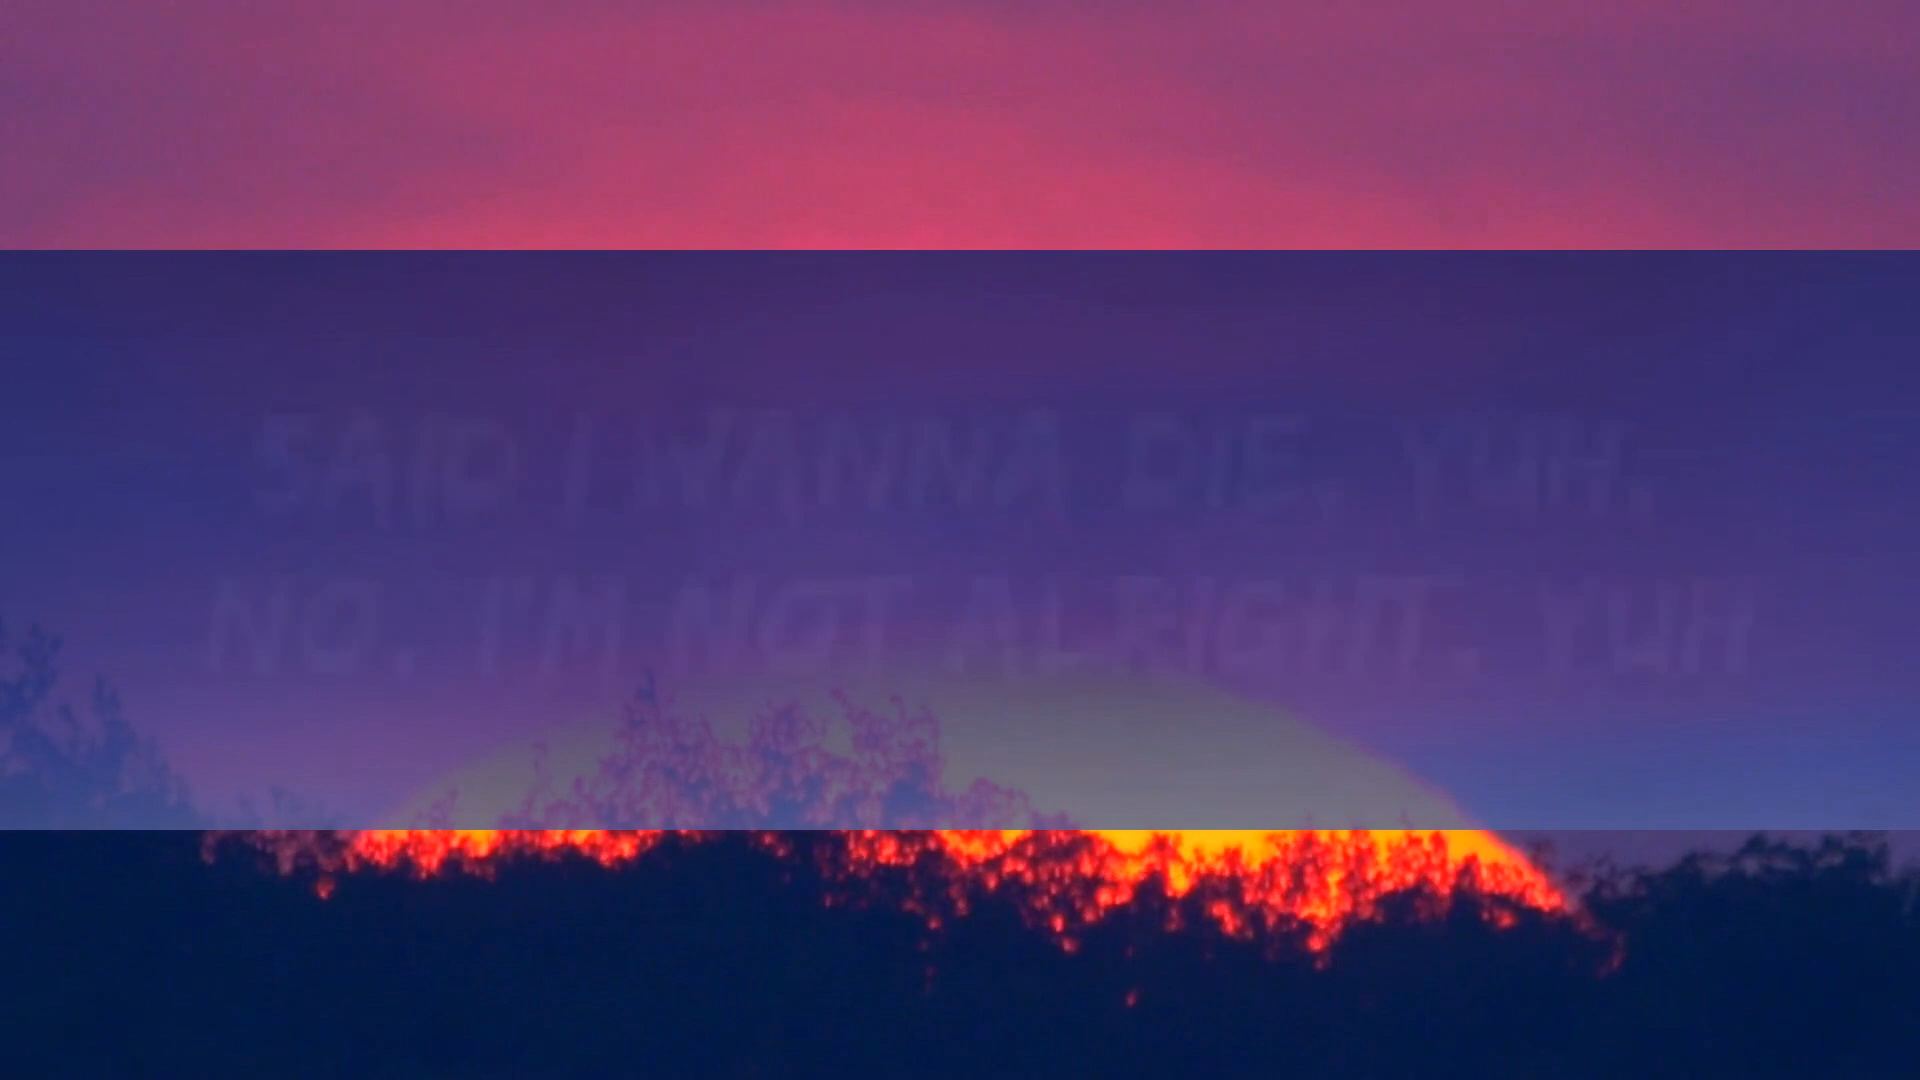 SAID I WANNA DIE, YUH,
NO, I'M NOT ALRIGHT, YUH